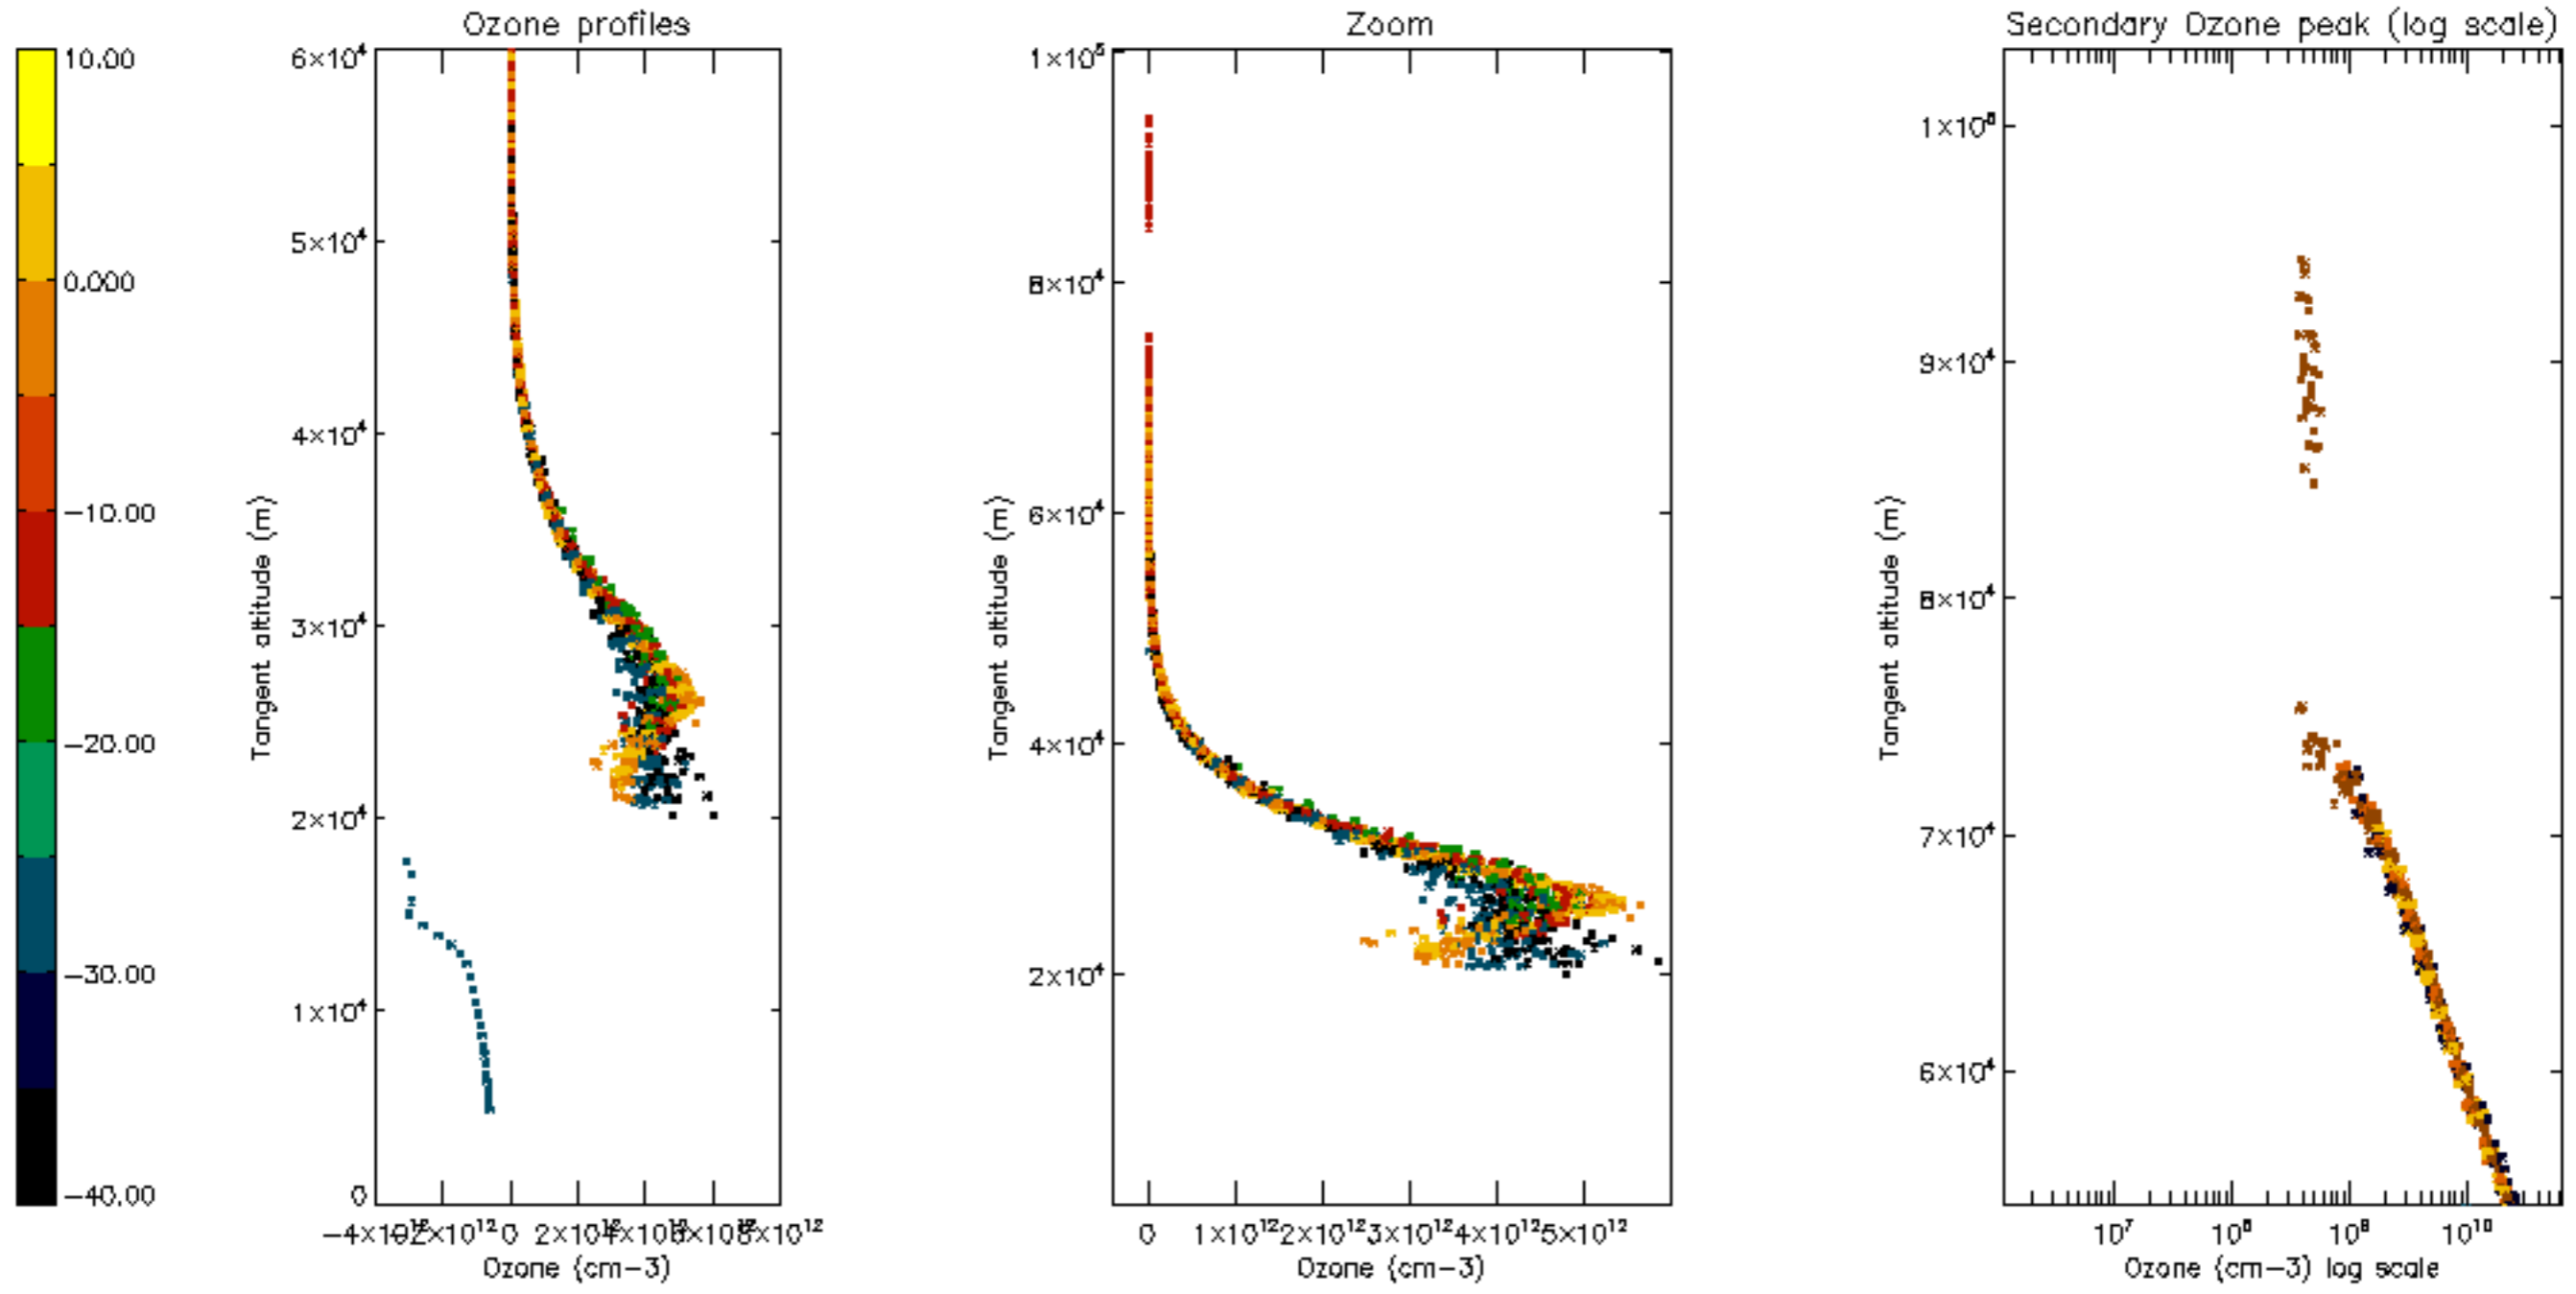 Ozone profiles
Zoom
Secondary Ozone peak (log scale)
10.00
0.000
−10.00
−20.00
−30.00
−40.00
6×10⁴
5×10⁴
4×10⁴
3×10⁴
2×10⁴
1×10⁴
0
Tangent altitude (m)
0
Ozone (cm−3)
1×10⁵
8×10⁴
6×10⁴
4×10⁴
2×10⁴
Tangent altitude (m)
0 1×10¹² 2×10¹² 3×10¹² 4×10¹² 5×10¹²
Ozone (cm−3)
1×10⁵
9×10⁴
8×10⁴
7×10⁴
6×10⁴
Tangent altitude (m)
10⁷ 10⁸ 10⁹ 10¹⁰
Ozone (cm−3) log scale